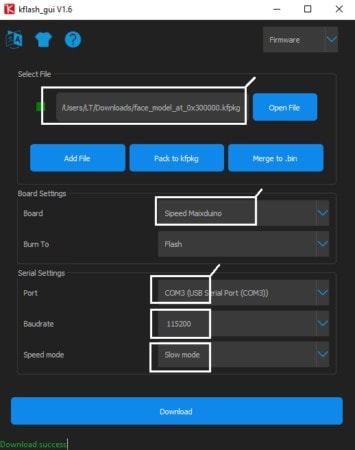 kflash_gui V1.6
Firmware
Select File
/Users/LT/Downloads/face_model_at_0x300000.kfpkg
Open File
Add File
Pack to kfpkg
Merge to .bin
Board Settings
Board
Sipeed Maixduino
Burn To
Flash
Serial Settings
Port
COM3 (USB Serial Port (COM3))
Baudrate
115200
Speed mode
Slow mode
Download
Download success